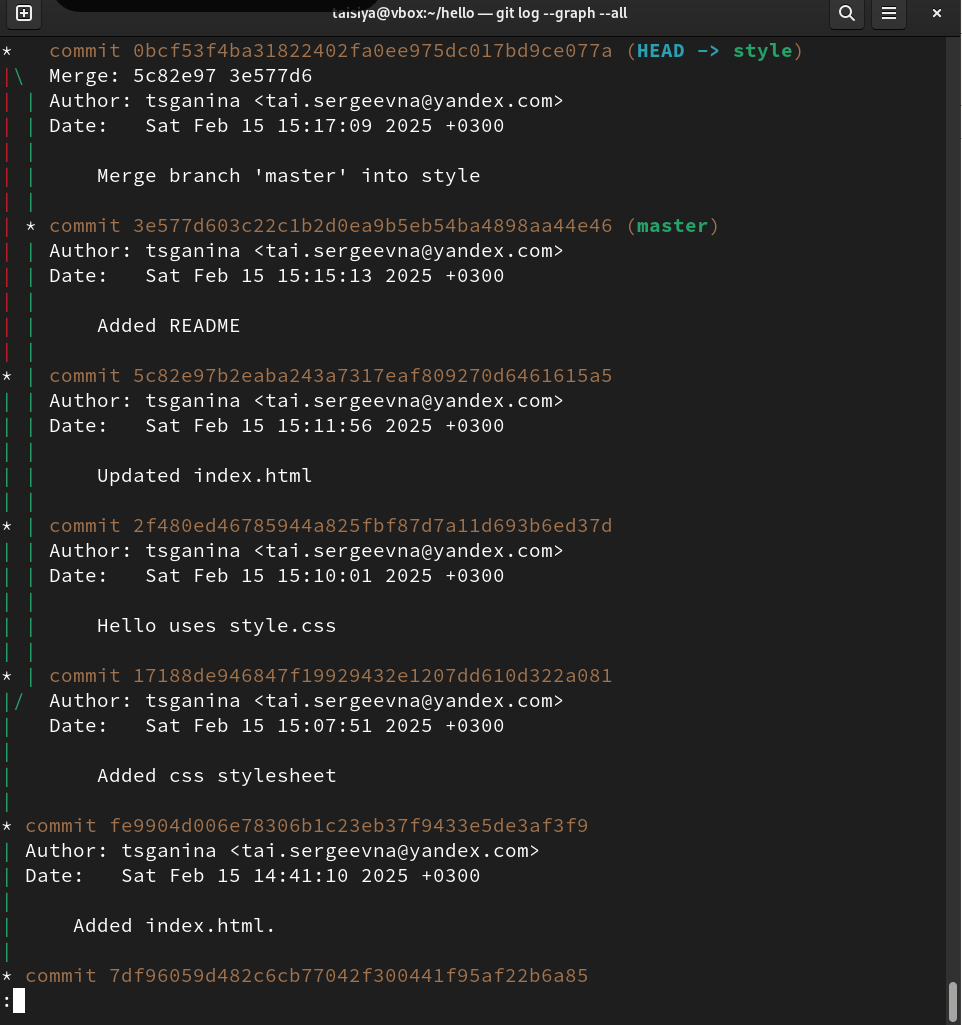 taisiya@vbox:~/hello — git log --graph --all
*   commit 0bcf53f4ba31822402fa0ee975dc017bd9ce077a (HEAD -> style)
|\  Merge: 5c82e97 3e577d6
| | Author: tsganina <tai.sergeevna@yandex.com>
| | Date:   Sat Feb 15 15:17:09 2025 +0300
| |
| |     Merge branch 'master' into style
| |
| * commit 3e577d603c22c1b2d0ea9b5eb54ba4898aa44e46 (master)
| | Author: tsganina <tai.sergeevna@yandex.com>
| | Date:   Sat Feb 15 15:15:13 2025 +0300
| |
| |     Added README
| |
* | commit 5c82e97b2eaba243a7317eaf809270d6461615a5
| | Author: tsganina <tai.sergeevna@yandex.com>
| | Date:   Sat Feb 15 15:11:56 2025 +0300
| |
| |     Updated index.html
| |
* | commit 2f480ed46785944a825fbf87d7a11d693b6ed37d
| | Author: tsganina <tai.sergeevna@yandex.com>
| | Date:   Sat Feb 15 15:10:01 2025 +0300
| |
| |     Hello uses style.css
| |
* | commit 17188de946847f19929432e1207dd610d322a081
|/  Author: tsganina <tai.sergeevna@yandex.com>
|   Date:   Sat Feb 15 15:07:51 2025 +0300
|
|       Added css stylesheet
|
* commit fe9904d006e78306b1c23eb37f9433e5de3af3f9
| Author: tsganina <tai.sergeevna@yandex.com>
| Date:   Sat Feb 15 14:41:10 2025 +0300
|
|     Added index.html.
|
* commit 7df96059d482c6cb77042f300441f95af22b6a85
: